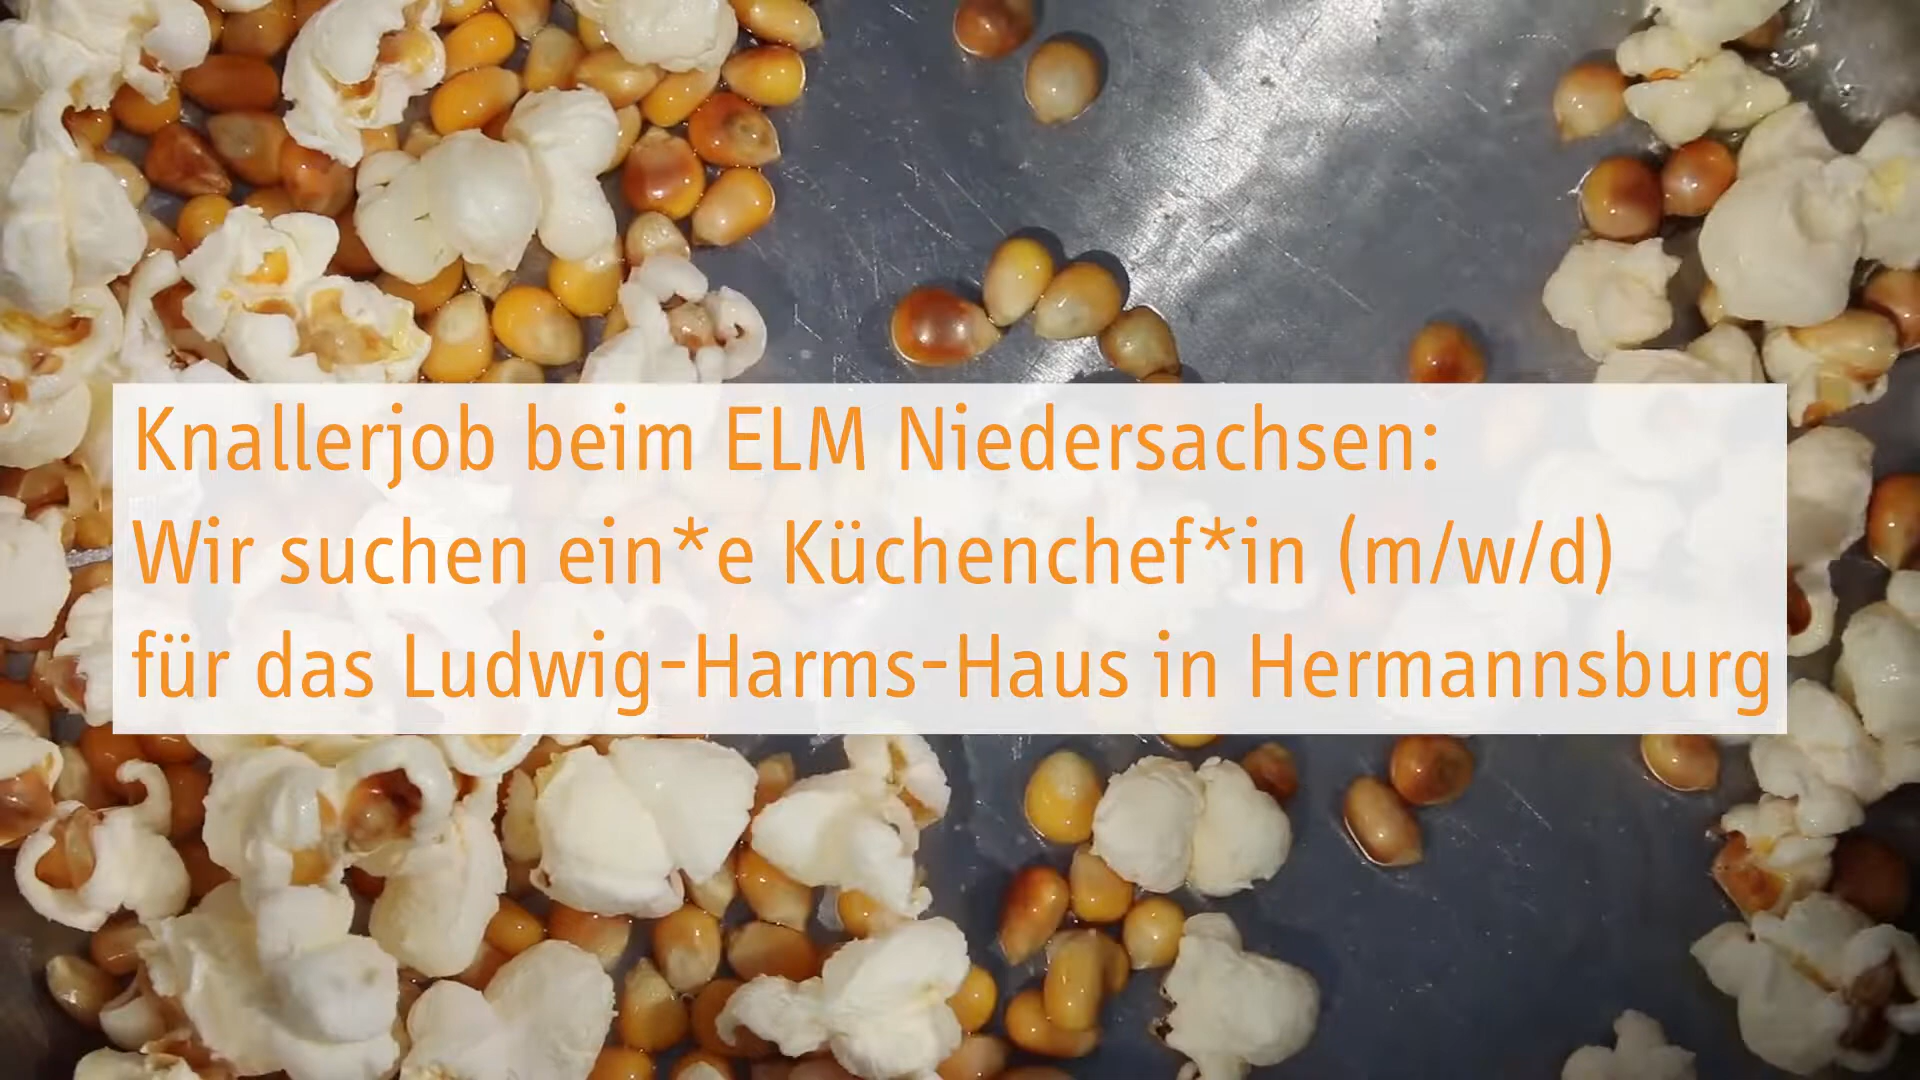 Knallerjob beim ELM Niedersachsen:
Wir suchen ein*e Küchenchef*in (m/w/d)
für das Ludwig-Harms-Haus in Hermannsburg